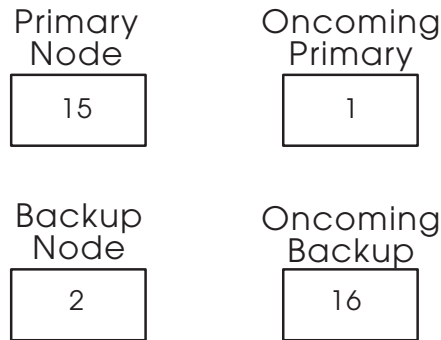 Primary
Node
15
Oncoming
Primary
1
Backup
Node
2
Oncoming
Backup
16